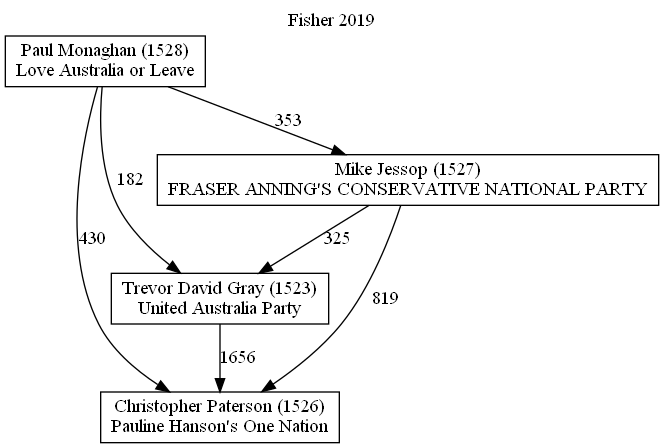 Fisher 2019
Paul Monaghan (1528)
Love Australia or Leave
353
Mike Jessop (1527)
FRASER ANNING'S CONSERVATIVE NATIONAL PARTY
182
430
325
Trevor David Gray (1523)
United Australia Party
819
1656
Christopher Paterson (1526)
Pauline Hanson's One Nation